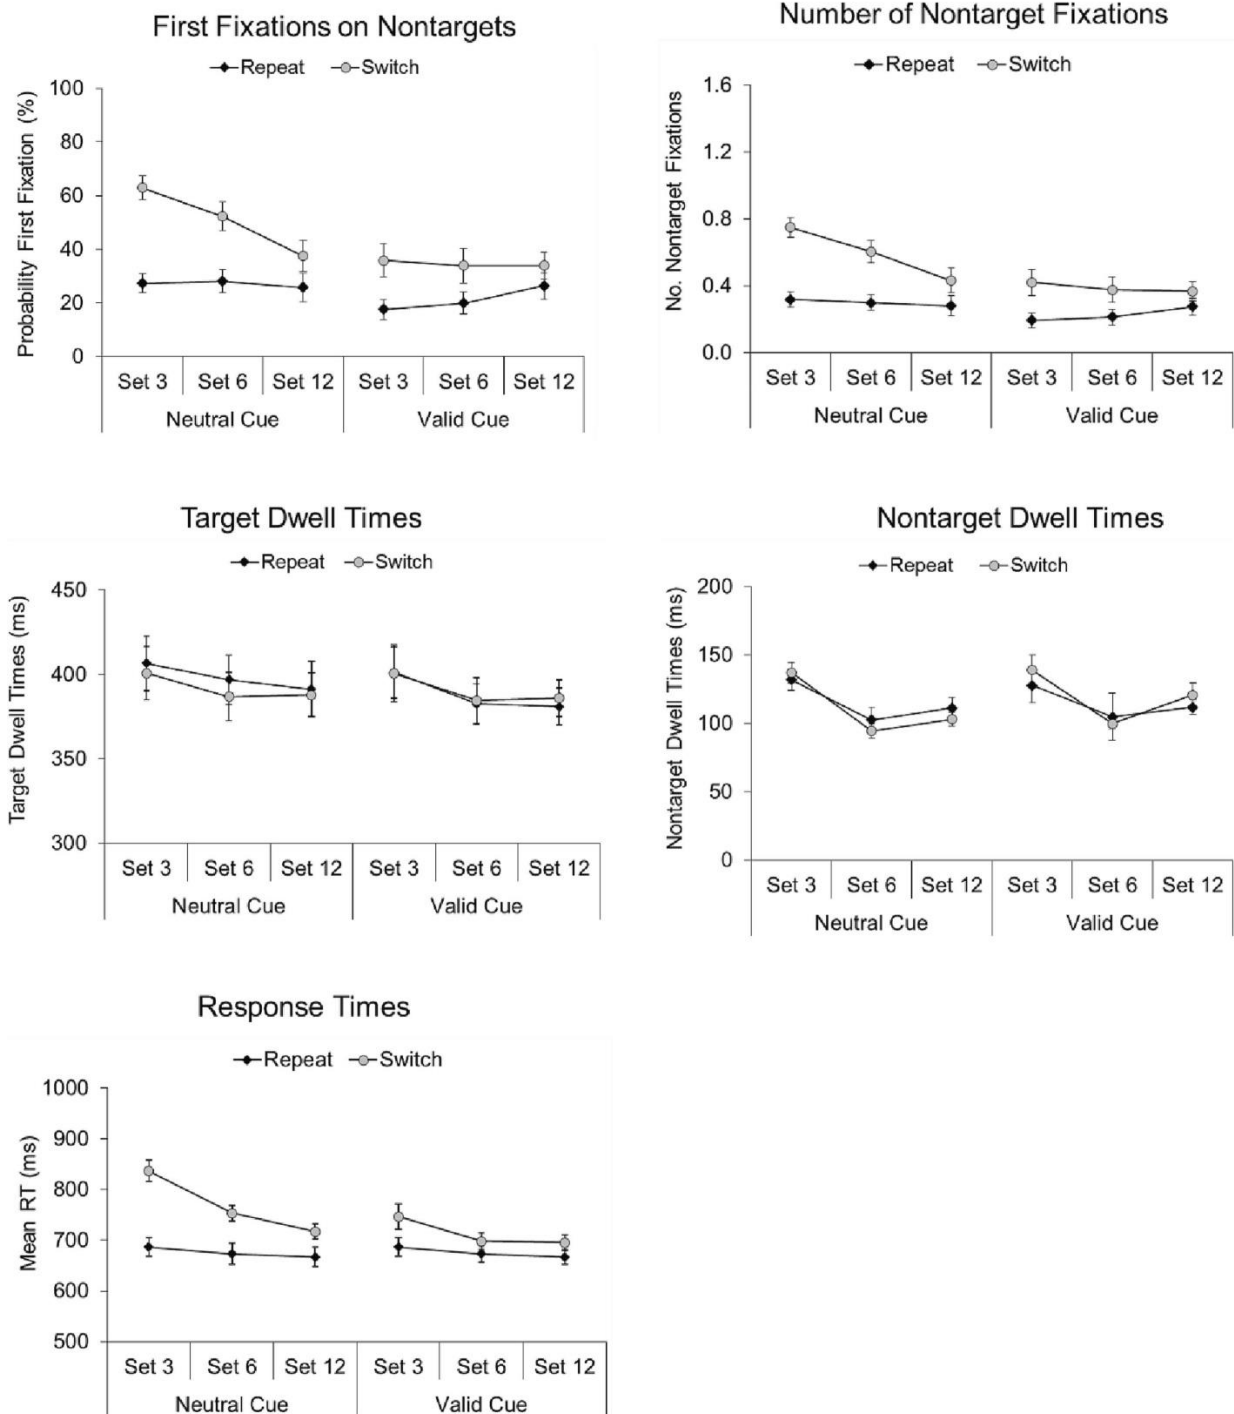 First Fixations on Nontargets
Repeat Switch
Probability First Fixation (%)
100
80
60
40
20
0
Set 3 Set 6 Set 12 Set 3 Set 6 Set 12
Neutral Cue Valid Cue
Number of Nontarget Fixations
Repeat Switch
No. Nontarget Fixations
1.6
1.2
0.8
0.4
0.0
Set 3 Set 6 Set 12 Set 3 Set 6 Set 12
Neutral Cue Valid Cue
Target Dwell Times
Repeat Switch
Target Dwell Times (ms)
450
400
350
300
Set 3 Set 6 Set 12 Set 3 Set 6 Set 12
Neutral Cue Valid Cue
Nontarget Dwell Times
Repeat Switch
Nontarget Dwell Times (ms)
200
150
100
50
0
Set 3 Set 6 Set 12 Set 3 Set 6 Set 12
Neutral Cue Valid Cue
Response Times
Repeat Switch
Mean RT (ms)
1000
900
800
700
600
500
Set 3 Set 6 Set 12 Set 3 Set 6 Set 12
Neutral Cue Valid Cue